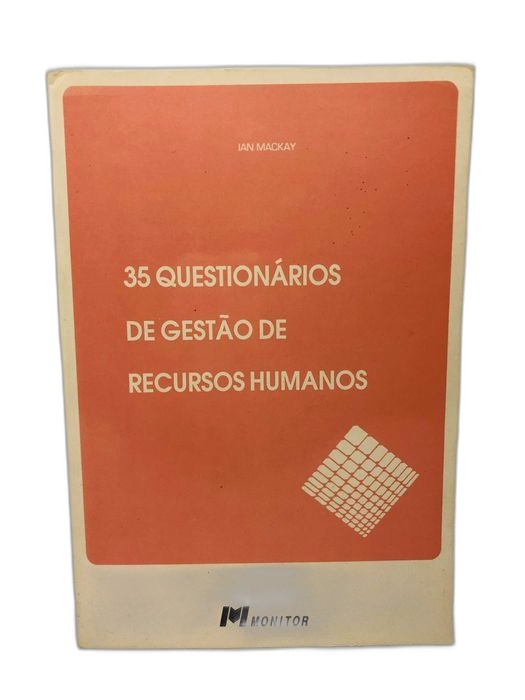 IAN MACKAY
35 QUESTIONÁRIOS
DE GESTÃO DE
RECURSOS HUMANOS
MONITOR